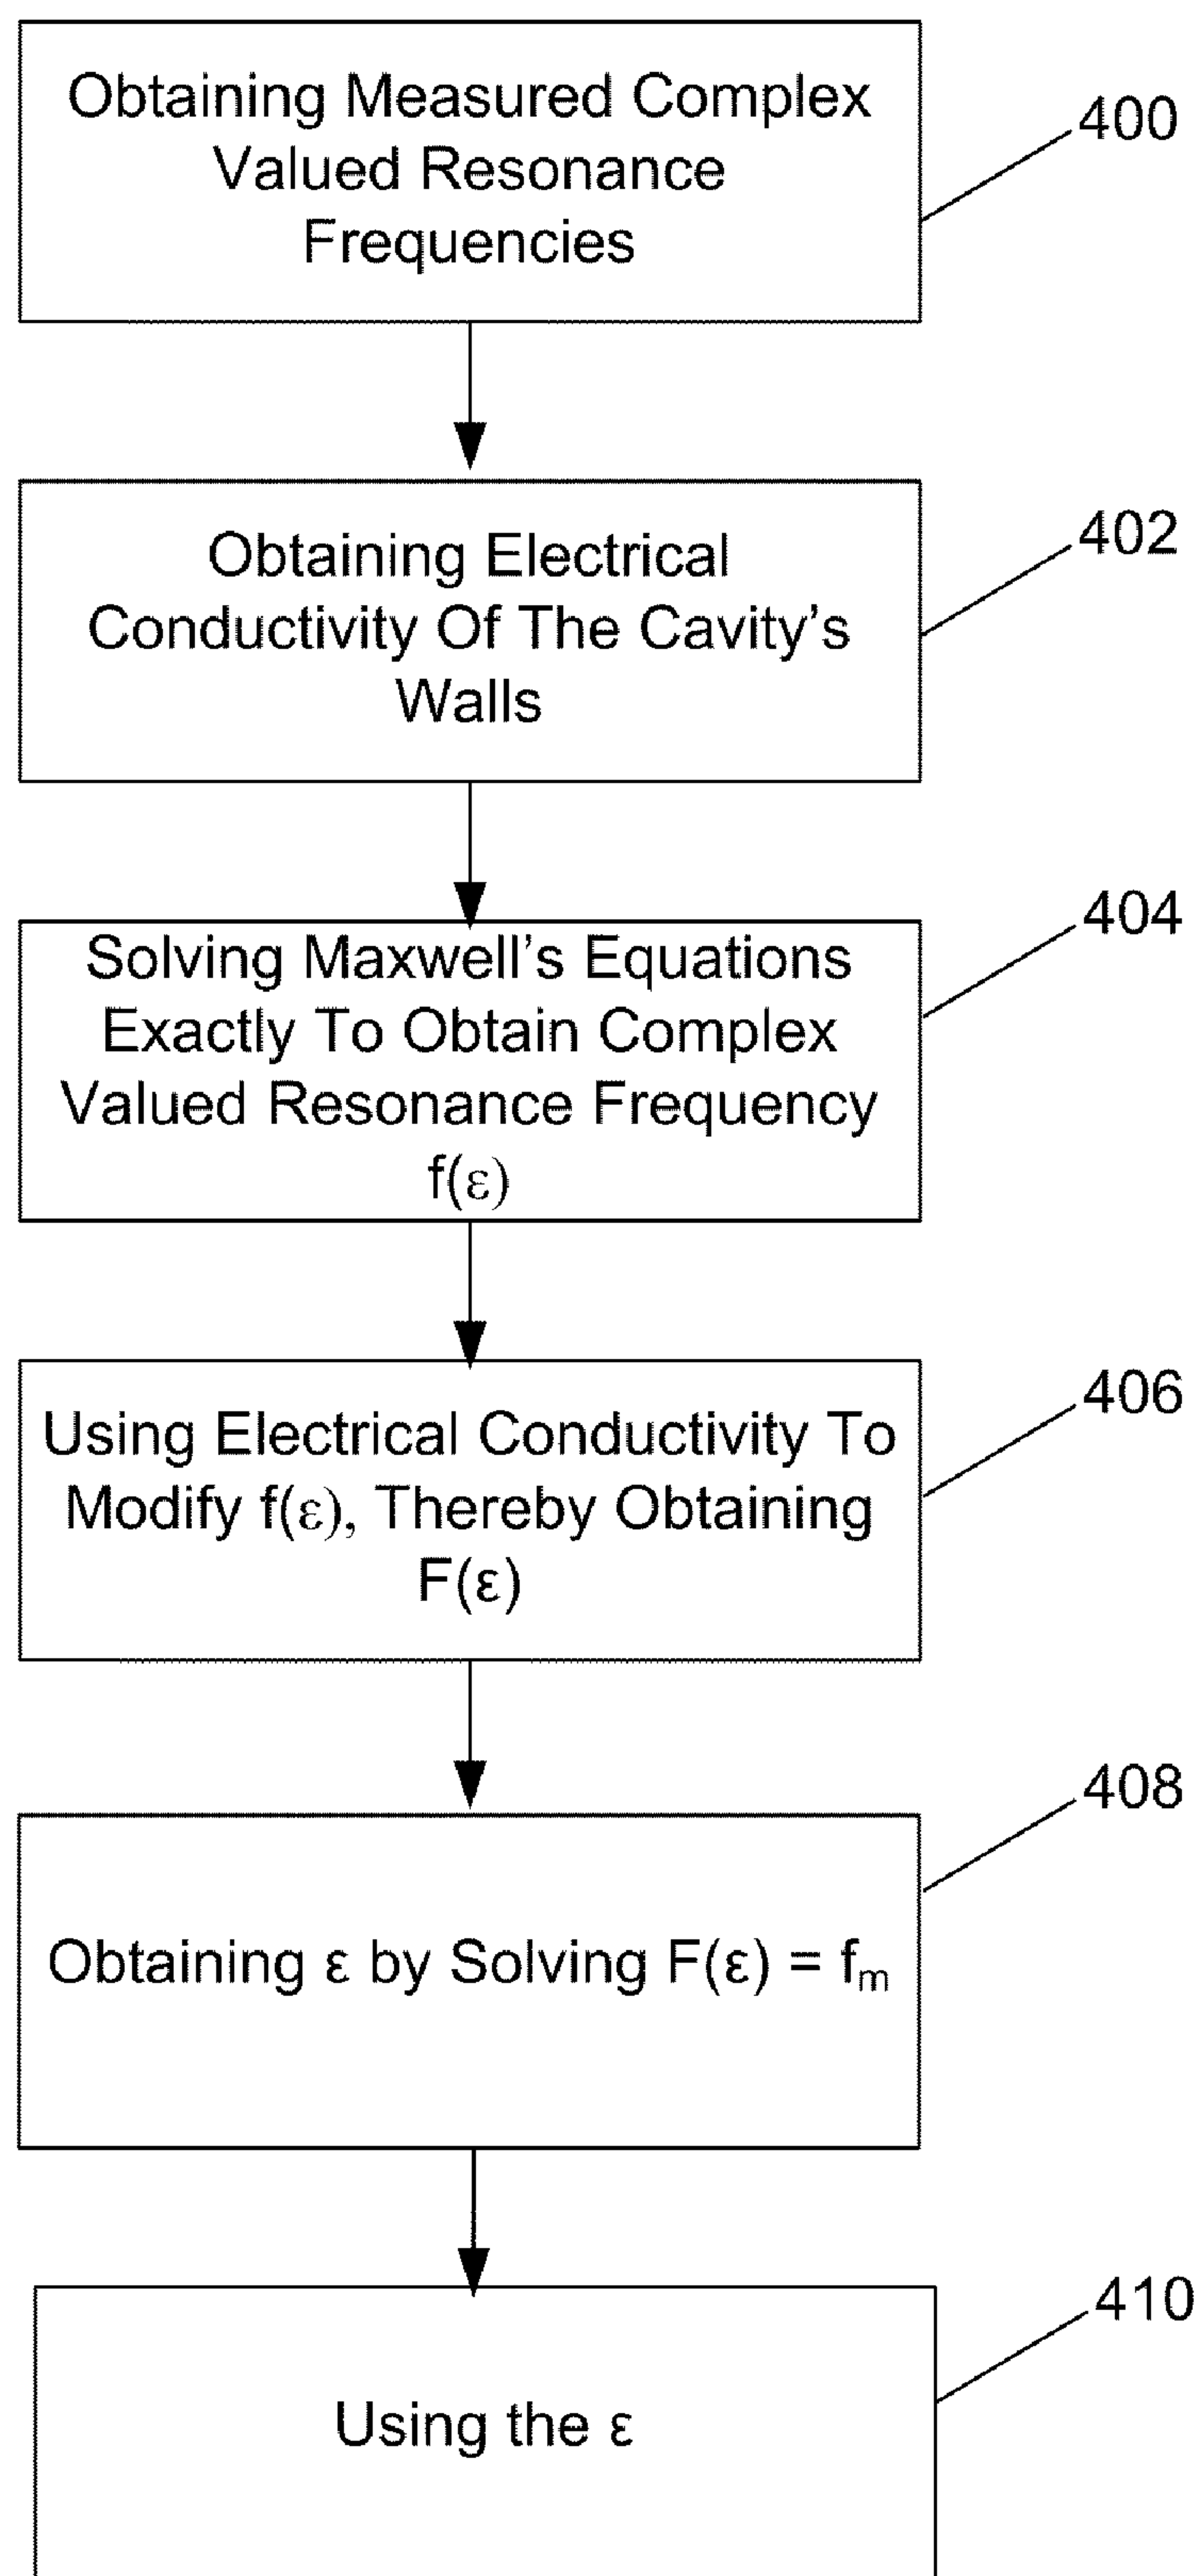 Obtaining Measured Complex
Valued Resonance
Frequencies
400
Obtaining Electrical
Conductivity Of The Cavity's
Walls
402
Solving Maxwell's Equations
Exactly To Obtain Complex
Valued Resonance Frequency
f(ε)
404
Using Electrical Conductivity To
Modify f(ε), Thereby Obtaining
F(ε)
406
Obtaining ε by Solving F(ε) = fₘ
408
Using the ε
410